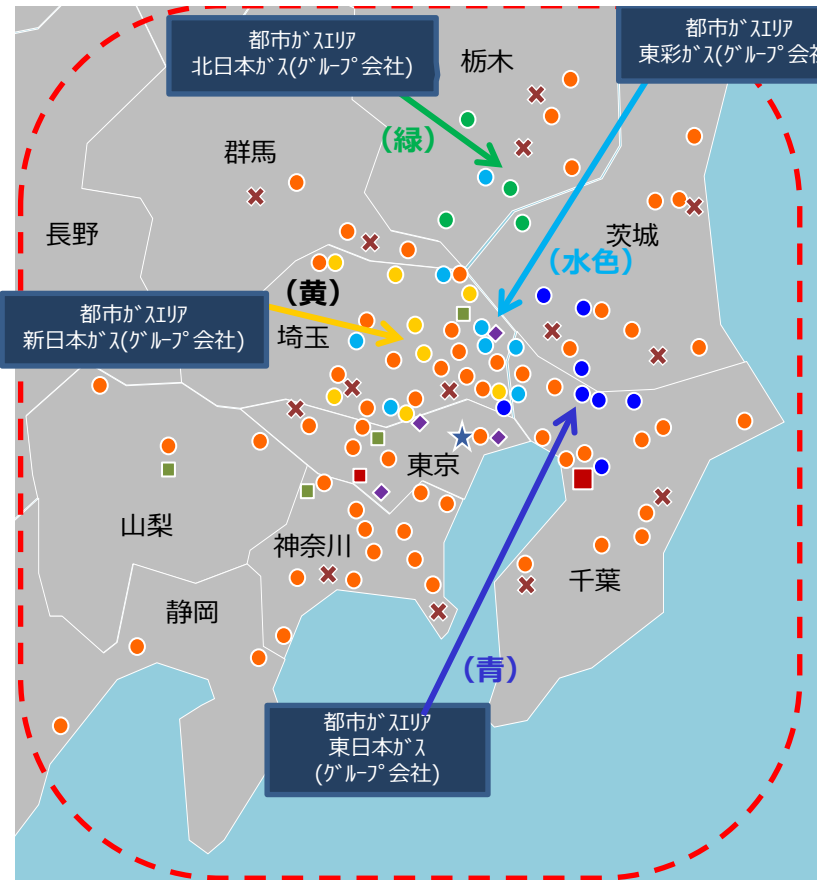 都市ｶﾞｽｴﾘｱ
北日本ｶﾞｽ(ｸﾞﾙｰﾌﾟ会社)
都市ｶﾞｽｴﾘｱ
東彩ｶﾞｽ(ｸﾞﾙｰﾌﾟ会社
栃木
(緑)
群馬
長野
茨城
(水色)
(黄)
都市ｶﾞｽｴﾘｱ
新日本ｶﾞｽ(ｸﾞﾙｰﾌﾟ会社)
埼玉
東京
山梨
神奈川
千葉
静岡
(青)
都市ｶﾞｽｴﾘｱ
東日本ｶﾞｽ
(ｸﾞﾙｰﾌﾟ会社)